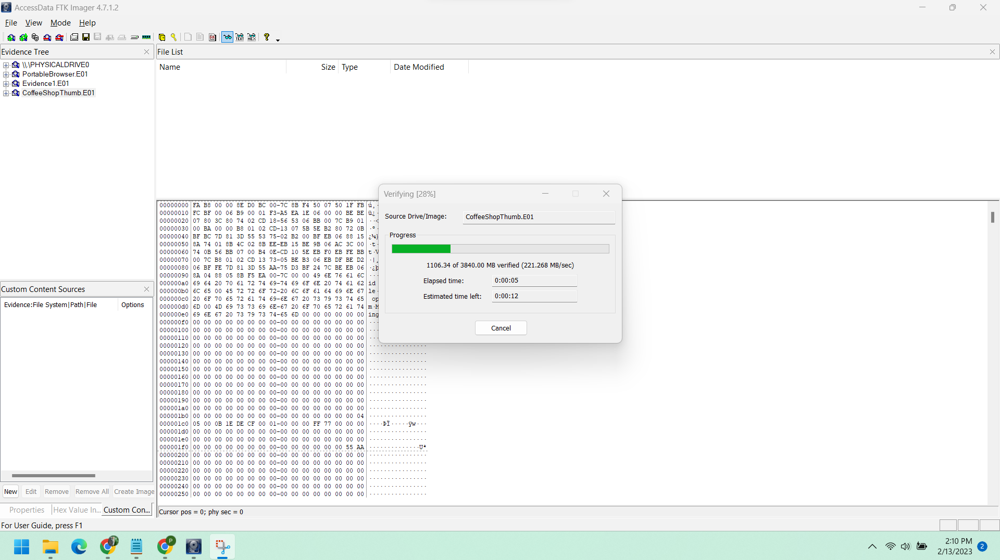 AccessData FTK Imager 4.7.1.2
File View Mode Help
Evidence Tree
\\.\PHYSICALDRIVE0
PortableBrowser.E01
Evidence1.E01
CoffeeShopThumb.E01
File List
Name Size Type Date Modified
Custom Content Sources
Evidence:File System|Path|File Options
New Edit Remove Remove All Create Image
Properties Hex Value In... Custom Con...
00000000 FA B8 00 00 8E D0 BC 00-7C 8B F4 50 07 50 1F FB
00000010 FC BF 00 06 B9 00 01 F3-A5 EA 1E 06 00 00 BE BE
00000020 07 80 3C 80 74 02 CD 18-56 53 06 BB 00 7C B9 01
00000030 00 BA 00 00 B8 01 02 CD-13 07 5B 5E B2 80 72 0B
00000040 BF BC 7D 81 3D 55 53 75-02 B2 00 BF EB 06 88 15
00000050 8A 74 01 8B 4C 02 8B EE-EB 15 BE 9B 06 AC 3C 00
00000060 74 0B 56 BB 07 00 B4 0E-CD 10 5E EB F0 EB FE BB
00000070 00 7C B8 01 02 CD 13 73-05 BE B3 06 EB DF BE D2
00000080 06 BF FE 7D 81 3D 55 AA-75 D3 BF 24 7C BE EB 06
00000090 8A 04 88 05 8B F5 EA 00-7C 00 00 49 6E 76 61 6C
000000a0 69 64 20 70 61 72 74 69-74 69 6F 6E 20 74 61 62 id
000000b0 6C 65 00 45 72 72 6F 72-20 6C 6F 61 64 69 6E 67 le·
000000c0 20 6F 70 65 72 61 74 69-6E 67 20 73 79 73 74 65 op
000000d0 6D 00 4D 69 73 73 69 6E-67 20 6F 70 65 72 61 74 m·M
000000e0 69 6E 67 20 73 79 73 74-65 6D 00 00 00 00 00 00 ing
000000f0 00 00 00 00 00 00 00 00-00 00 00 00 00 00 00 00
00000100 00 00 00 00 00 00 00 00-00 00 00 00 00 00 00 00
00000110 00 00 00 00 00 00 00 00-00 00 00 00 00 00 00 00
00000120 00 00 00 00 00 00 00 00-00 00 00 00 00 00 00 00
00000130 00 00 00 00 00 00 00 00-00 00 00 00 00 00 00 00
00000140 00 00 00 00 00 00 00 00-00 00 00 00 00 00 00 00
00000150 00 00 00 00 00 00 00 00-00 00 00 00 00 00 00 00
00000160 00 00 00 00 00 00 00 00-00 00 00 00 00 00 00 00
00000170 00 00 00 00 00 00 00 00-00 00 00 00 00 00 00 00
00000180 00 00 00 00 00 00 00 00-00 00 00 00 00 00 00 00
00000190 00 00 00 00 00 00 00 00-00 00 00 00 00 00 00 00
000001a0 00 00 00 00 00 00 00 00-00 00 00 00 00 00 00 00
000001b0 00 00 00 00 00 00 00 00-00 00 00 00 00 00 00 04
000001c0 05 00 0B 1E DE CF 00 01-00 00 00 FF 77 00 00 00 ····ÞÏ·····ÿw···
000001d0 00 00 00 00 00 00 00 00-00 00 00 00 00 00 00 00
000001e0 00 00 00 00 00 00 00 00-00 00 00 00 00 00 00 00
000001f0 00 00 00 00 00 00 00 00-00 00 00 00 00 00 55 AA ··············Uª
00000200 00 00 00 00 00 00 00 00-00 00 00 00 00 00 00 00
00000210 00 00 00 00 00 00 00 00-00 00 00 00 00 00 00 00
00000220 00 00 00 00 00 00 00 00-00 00 00 00 00 00 00 00
00000230 00 00 00 00 00 00 00 00-00 00 00 00 00 00 00 00
00000240 00 00 00 00 00 00 00 00-00 00 00 00 00 00 00 00
00000250 00 00 00 00 00 00 00 00-00 00 00 00 00 00 00 00
Verifying [28%]
Source Drive/Image: CoffeeShopThumb.E01
Progress
1106.34 of 3840.00 MB verified (221.268 MB/sec)
Elapsed time: 0:00:05
Estimated time left: 0:00:12
Cancel
Cursor pos = 0; phy sec = 0
For User Guide, press F1
P
2:10 PM
2/13/2023
2